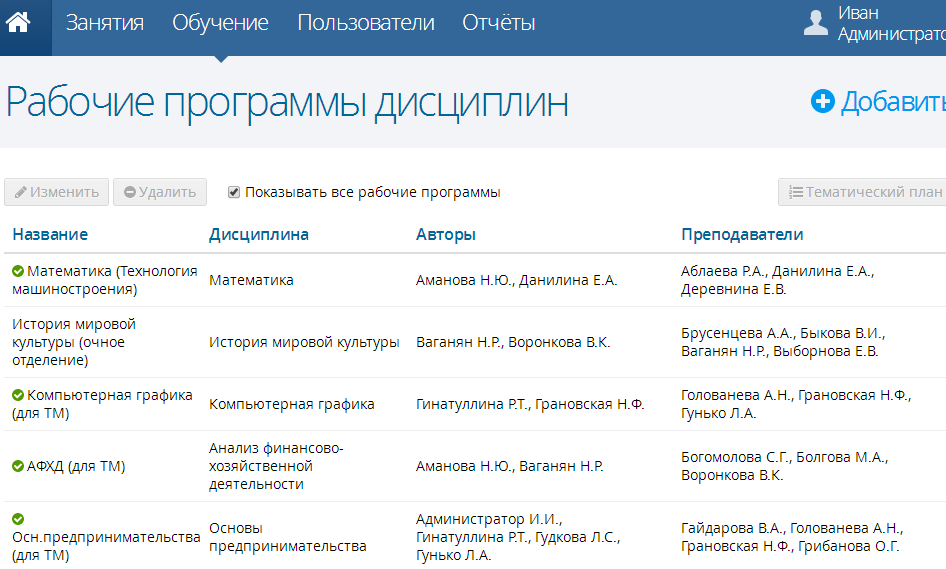 Занятия Обучение Пользователи Отчёты Иван
Администрато
Рабочие программы дисциплин Добавить
Изменить Удалить Показывать все рабочие программы Тематический план
Название Дисциплина Авторы Преподаватели
Математика (Технология
машиностроения)
Математика
Аманова Н.Ю., Данилина Е.А.
Аблаева Р.А., Данилина Е.А.,
Деревнина Е.В.
История мировой
культуры (очное
отделение)
История мировой культуры
Ваганян Н.Р., Воронкова В.К.
Брусенцева А.А., Быкова В.И.,
Ваганян Н.Р., Выборнова Е.В.
Компьютерная графика
(для ТМ)
Компьютерная графика
Гинатуллина Р.Т., Грановская Н.Ф.
Голованева А.Н., Грановская Н.Ф.,
Гунько Л.А.
АФХД (для ТМ)
Анализ финансово-
хозяйственной
деятельности
Аманова Н.Ю., Ваганян Н.Р.
Богомолова С.Г., Болгова М.А.,
Воронкова В.К.
Осн.предпринимательства
(для ТМ)
Основы
предпринимательства
Администратор И.И.,
Гинатуллина Р.Т., Гудкова Л.С.,
Гунько Л.А.
Гайдарова В.А., Голованева А.Н.,
Грановская Н.Ф., Грибанова О.Г.